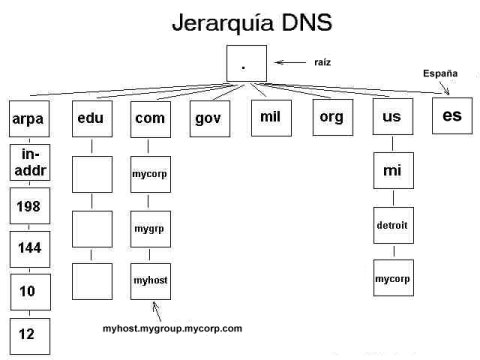 Jerarquía DNS
.
raíz
España
arpa
edu
com
gov
mil
org
us
es
in-
addr
mycorp
mi
198
mygrp
detroit
144
myhost
mycorp
10
12
myhost.mygroup.mycorp.com